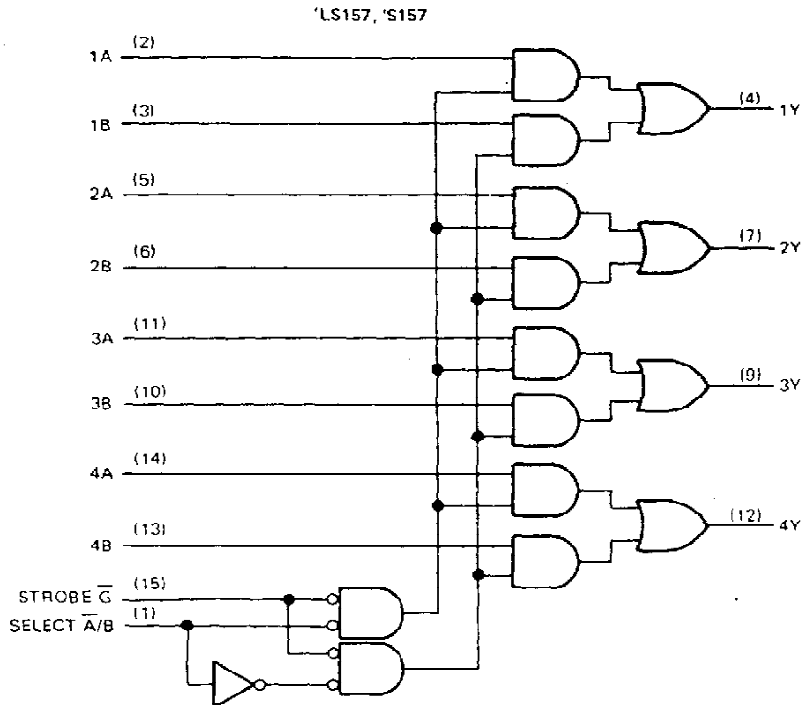 'LS157, 'S157
1A (2)
(4) 1Y
1B (3)
2A (5)
(7) 2Y
2B (6)
3A (11)
(9) 3Y
3B (10)
4A (14)
(12) 4Y
4B (13)
STROBE G̅ (15)
SELECT A̅/B (1)